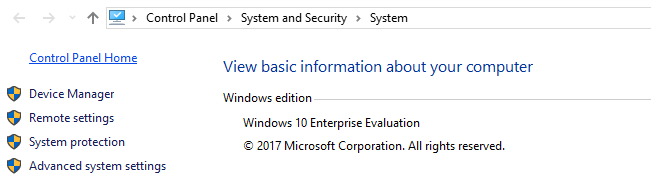 Control Panel > System and Security > System
Control Panel Home
Device Manager
Remote settings
System protection
Advanced system settings
View basic information about your computer
Windows edition
Windows 10 Enterprise Evaluation
© 2017 Microsoft Corporation. All rights reserved.